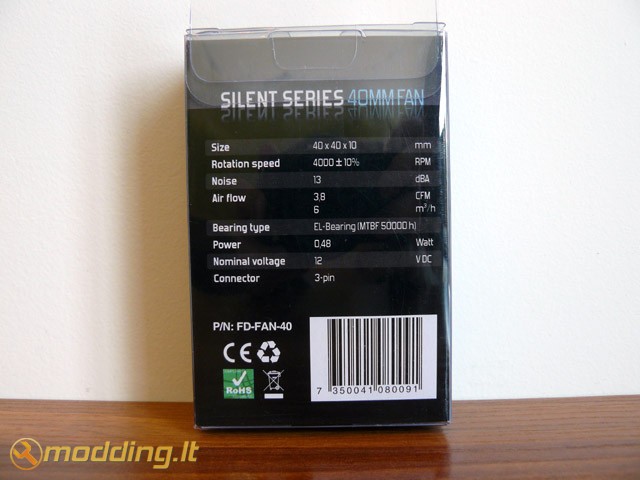 SILENT SERIES 40MM FAN
Size 40 x 40 x 10 mm
Rotation speed 4000 ± 10% RPM
Noise 13 dBA
Air flow 3,8 CFM
6 m³/h
Bearing type EL-Bearing (MTBF 50000 h)
Power 0,48 Watt
Nominal voltage 12 V DC
Connector 3-pin
P/N: FD-FAN-40
CE
RoHS
7 350041 080091
modding.lt